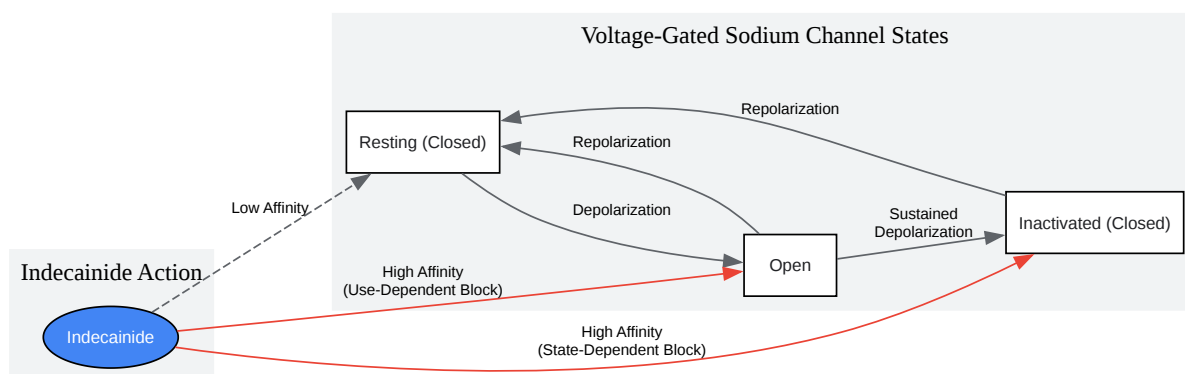 Voltage-Gated Sodium Channel States
Repolarization
Resting (Closed)
Repolarization
Low Affinity
Depolarization
Sustained
Depolarization
Inactivated (Closed)
Indecainide Action
High Affinity
(Use-Dependent Block)
Open
Indecainide
High Affinity
(State-Dependent Block)